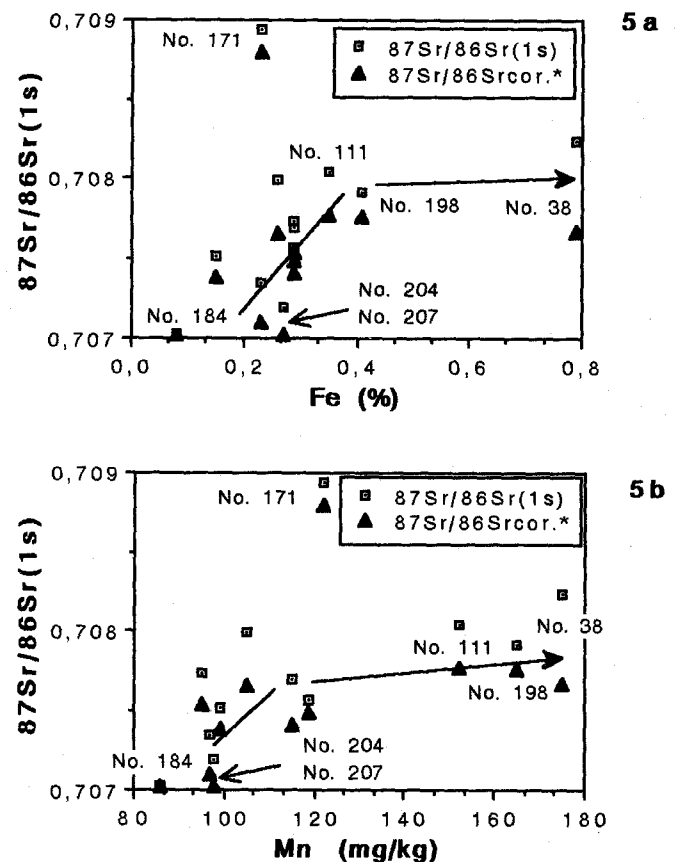 5a
0,709
No. 171
87Sr/86Sr(1s)
87Sr/86Srcor.*
87Sr/86Sr(1s)
No. 111
0,708
No. 198
No. 38
No. 204
No. 184
No. 207
0,707
0,0
0,2
0,4
0,6
0,8
Fe (%)
5b
0,709
No. 171
87Sr/86Sr(1s)
87Sr/86Srcor.*
87Sr/86Sr(1s)
0,708
No. 111
No. 38
No. 198
No. 184
No. 204
No. 207
0,707
80
100
120
140
160
180
Mn (mg/kg)